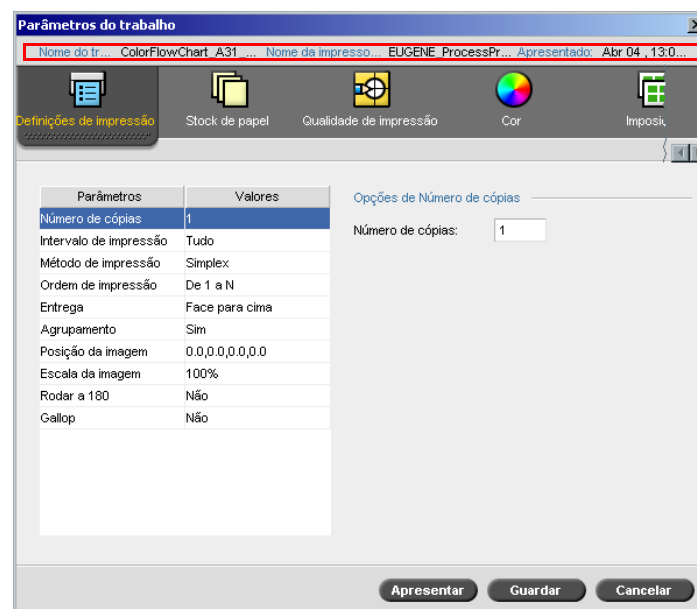 Parâmetros do trabalho
Nome do tr... ColorFlowChart_A31_... Nome da impresso... EUGENE_ProcessPr... Apresentado: Abr 04 , 13:0...
Definições de impressão Stock de papel Qualidade de impressão Cor Imposiç
Parâmetros Valores Opções de Número de cópias
Número de cópias 1 Número de cópias: 1
Intervalo de impressão Tudo
Método de impressão Simplex
Ordem de impressão De 1 a N
Entrega Face para cima
Agrupamento Sim
Posição da imagem 0.0,0.0,0.0,0.0
Escala da imagem 100%
Rodar a 180 Não
Gallop Não
Apresentar Guardar Cancelar